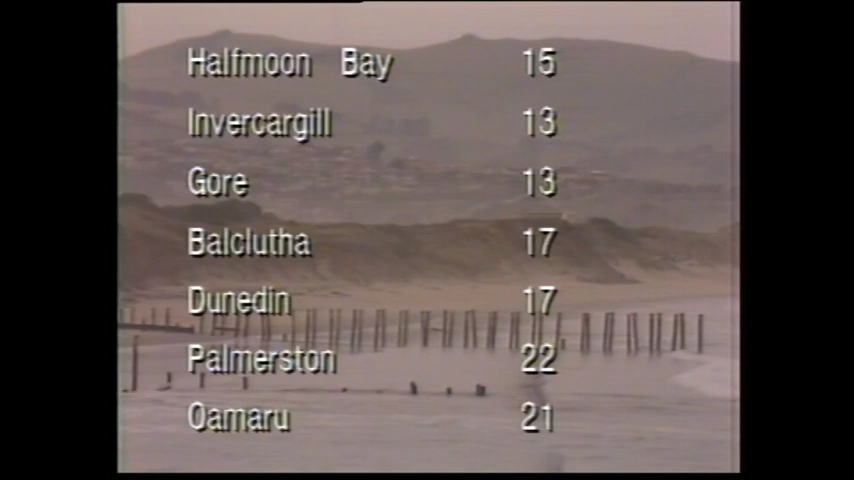 Halfmoon Bay 15
Invercargill 13
Gore 13
Balclutha 17
Dunedin 17
Palmerston 22
Oamaru 21